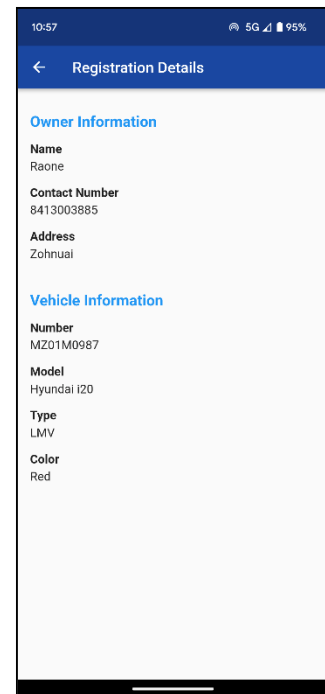 10:57 5G 95%
Registration Details
Owner Information
Name
Raone
Contact Number
8413003885
Address
Zohnuai
Vehicle Information
Number
MZ01M0987
Model
Hyundai i20
Type
LMV
Color
Red